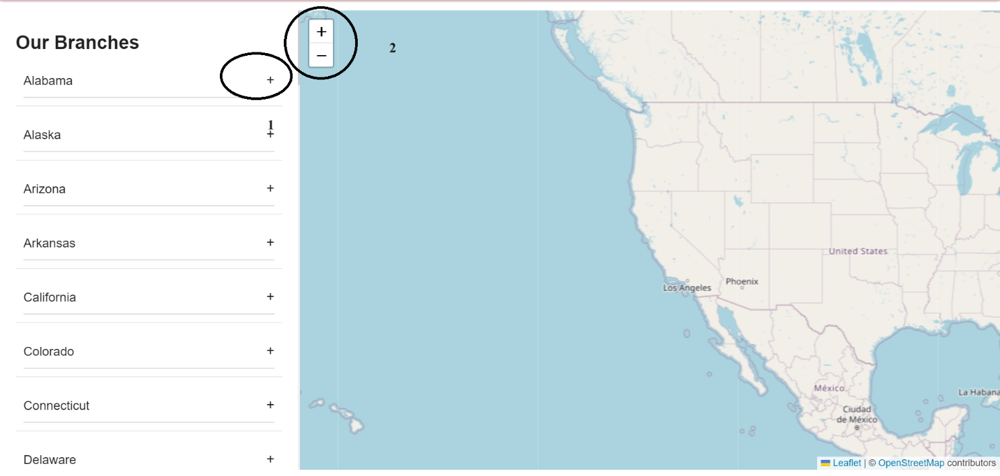 Our Branches
Alabama +
1
Alaska +
Arizona +
Arkansas +
California +
Colorado +
Connecticut +
Delaware +
+
−
2
United States
Phoenix
Los Angeles
México
La Habana
Ciudad
de México
Leaflet | © OpenStreetMap contributors